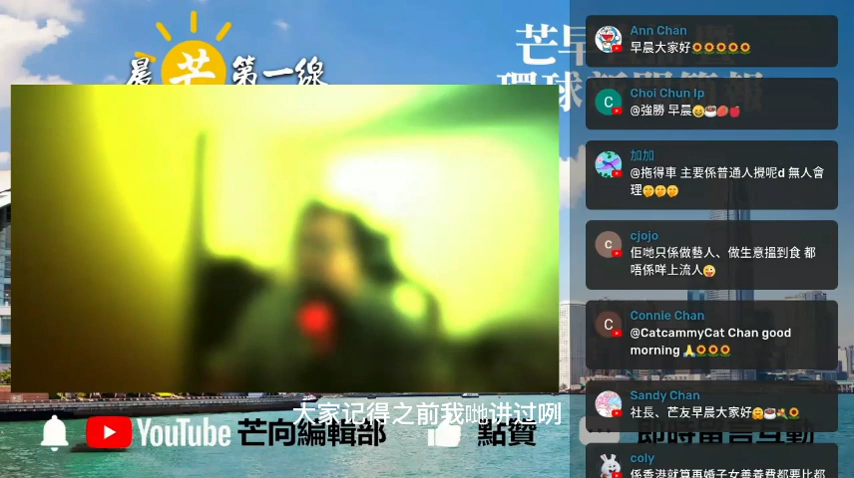 晨芒第一線
芒早
環球
Ann Chan
早晨大家好🌻🌻🌻🌻🌻
Choi Chun Ip
C
@強勝 早晨😄☕🥔🍎
加加
@拖得車 主要係普通人攪呢d 無人會
理🤭🤭🤭
cjojo
c
佢哋只係做藝人、做生意搵到食 都
唔係咩上流人😜
Connie Chan
C
@CatcammyCat Chan good
morning 🙏🌻🌻🌻
大家记得之前我哋讲过咧
Sandy Chan
社長、芒友早晨大家好
YouTube 芒向編輯部
點贊
即時留言互動
coly
係香港就算再婚子女善養費都要比都